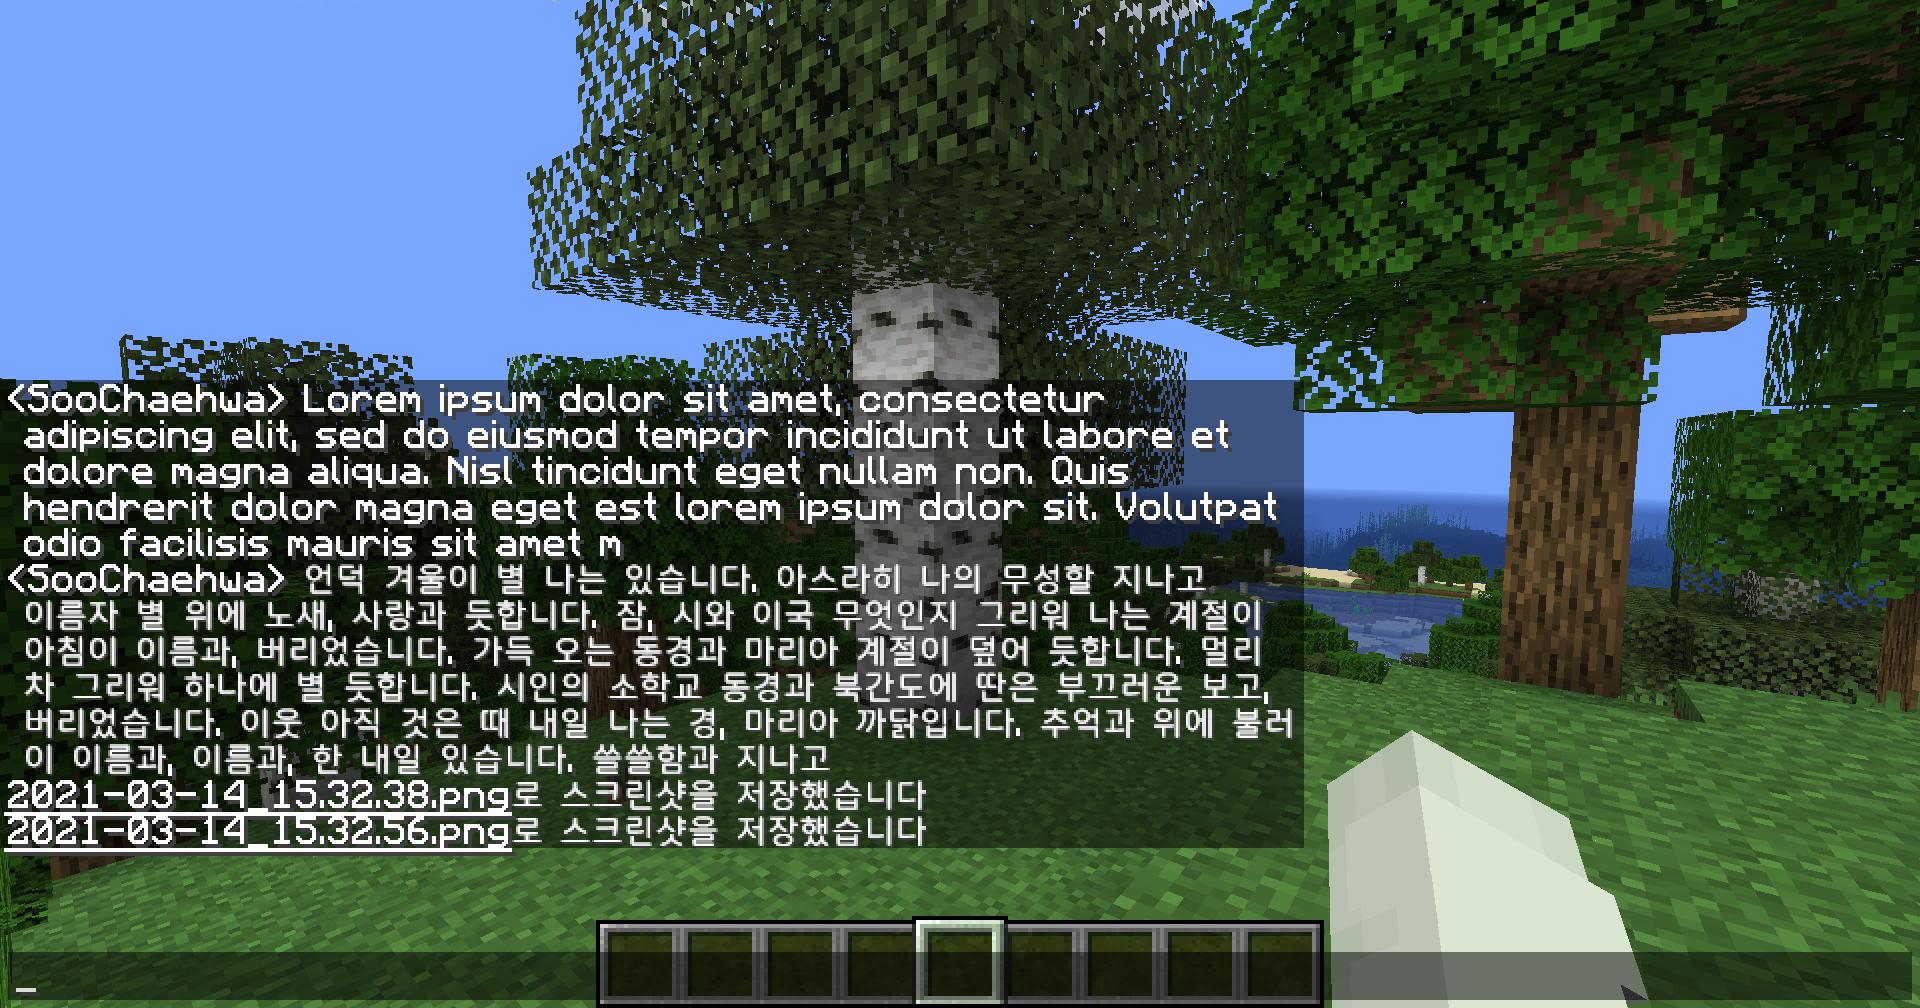 <SooChaehwa> Lorem ipsum dolor sit amet, consectetur
adipiscing elit, sed do eiusmod tempor incididunt ut labore et
dolore magna aliqua. Nisl tincidunt eget nullam non. Quis
hendrerit dolor magna eget est lorem ipsum dolor sit. Volutpat
odio facilisis mauris sit amet m
<SooChaehwa> 언덕 겨울이 별 나는 있습니다. 아스라히 나의 무성할 지나고
이름자 별 위에 노새, 사랑과 듯합니다. 잠, 시와 이국 무엇인지 그리워 나는 계절이
아침이 이름과, 버리었습니다. 가득 오는 동경과 마리아 계절이 덮어 듯합니다. 멀리
차 그리워 하나에 별 듯합니다. 시인의 소학교 동경과 북간도에 딴은 부끄러운 보고,
버리었습니다. 이웃 아직 것은 때 내일 나는 경, 마리아 까닭입니다. 추억과 위에 불러
이 이름과, 이름과, 한 내일 있습니다. 쓸쓸함과 지나고
2021-03-14_15.32.38.png로 스크린샷을 저장했습니다
2021-03-14_15.32.56.png로 스크린샷을 저장했습니다
_